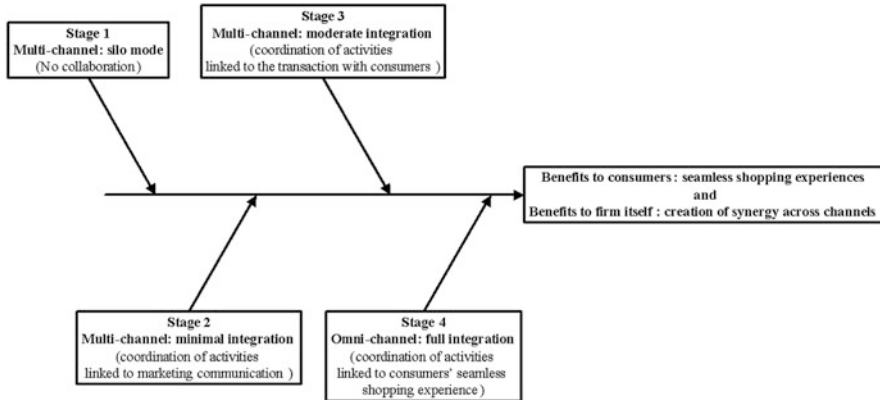 Stage 1
Multi-channel: silo mode
(No collaboration)
Stage 3
Multi-channel: moderate integration
(coordination of activities
linked to the transaction with consumers )
Benefits to consumers : seamless shopping experiences
and
Benefits to firm itself : creation of synergy across channels
Stage 2
Multi-channel: minimal integration
(coordination of activities
linked to marketing communication )
Stage 4
Omni-channel: full integration
(coordination of activities
linked to consumers' seamless
shopping experience )